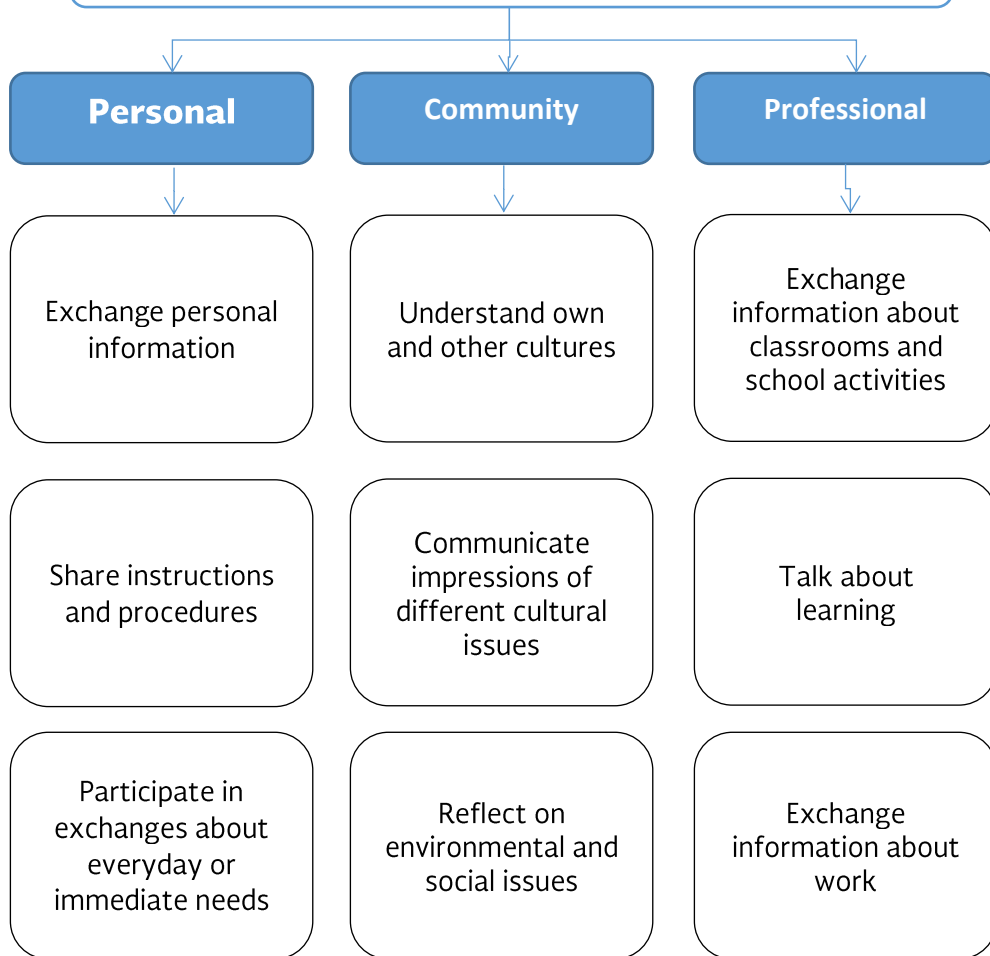 Personal
Community
Professional
Exchange personal
information
Understand own
and other cultures
Exchange
information about
classrooms and
school activities
Share instructions
and procedures
Communicate
impressions of
different cultural
issues
Talk about
learning
Participate in
exchanges about
everyday or
immediate needs
Reflect on
environmental and
social issues
Exchange
information about
work